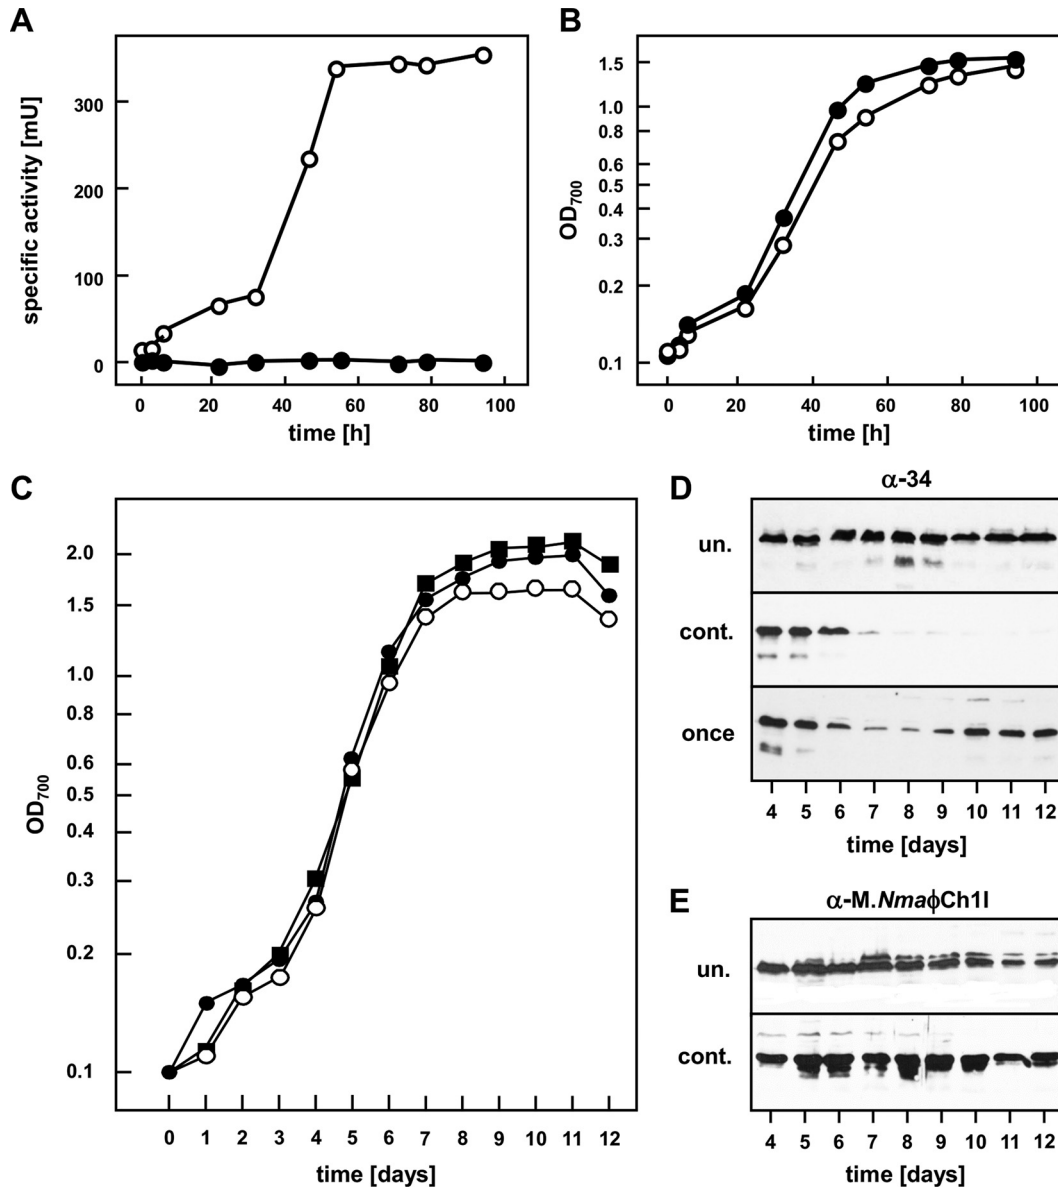 A
specific activity [mU]
300
200
100
0
0 20 40 60 80 100
time [h]
B
OD700
1.5
1.0
0.8
0.6
0.5
0.4
0.3
0.2
0.1
0 20 40 60 80 100
time [h]
C
OD700
2.0
1.5
1.0
0.8
0.6
0.5
0.4
0.3
0.2
0.1
0 1 2 3 4 5 6 7 8 9 10 11 12
time [days]
D
α-34
un.
cont.
once
4 5 6 7 8 9 10 11 12
time [days]
E
α-M.NmaϕCh1I
un.
cont.
4 5 6 7 8 9 10 11 12
time [days]